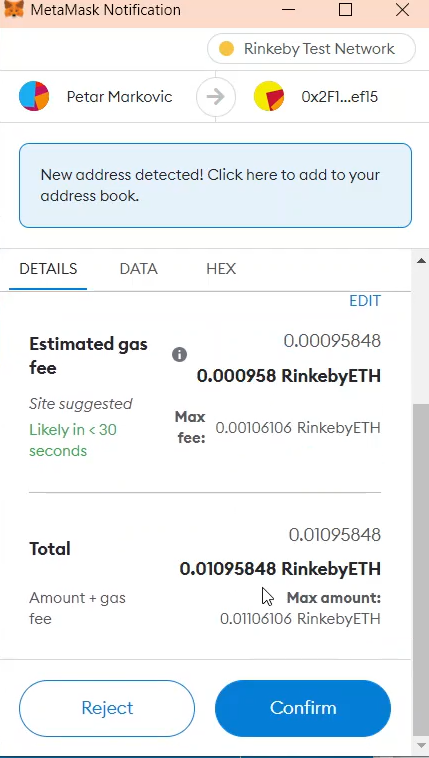 MetaMask Notification
Rinkeby Test Network
Petar Markovic 0x2F1...ef15
New address detected! Click here to add to your
address book.
DETAILS DATA HEX
EDIT
Estimated gas
fee
0.00095848
0.000958 RinkebyETH
Site suggested
Likely in < 30
seconds
Max
fee:
0.00106106 RinkebyETH
Total
0.01095848
0.01095848 RinkebyETH
Amount + gas
fee
Max amount:
0.01106106 RinkebyETH
Reject Confirm